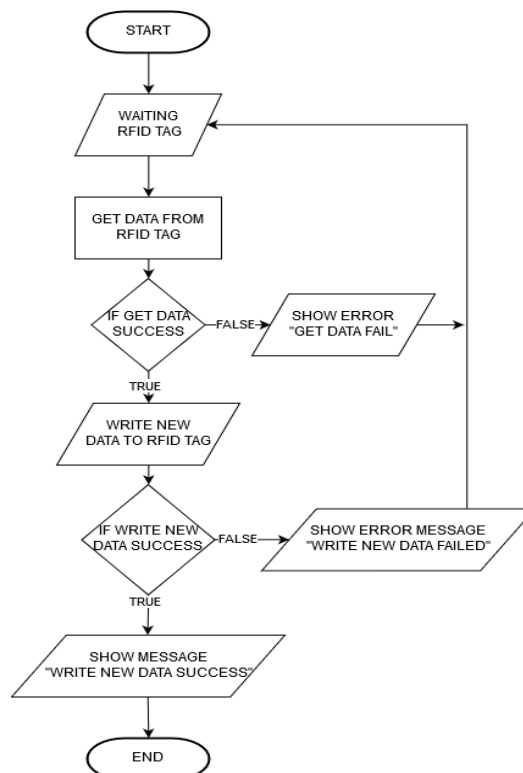 START
WAITING
RFID TAG
GET DATA FROM
RFID TAG
IF GET DATA
SUCCESS
FALSE
SHOW ERROR
"GET DATA FAIL"
TRUE
WRITE NEW
DATA TO RFID TAG
IF WRITE NEW
DATA SUCCESS
FALSE
SHOW ERROR MESSAGE
"WRITE NEW DATA FAILED"
TRUE
SHOW MESSAGE
"WRITE NEW DATA SUCCESS"
END